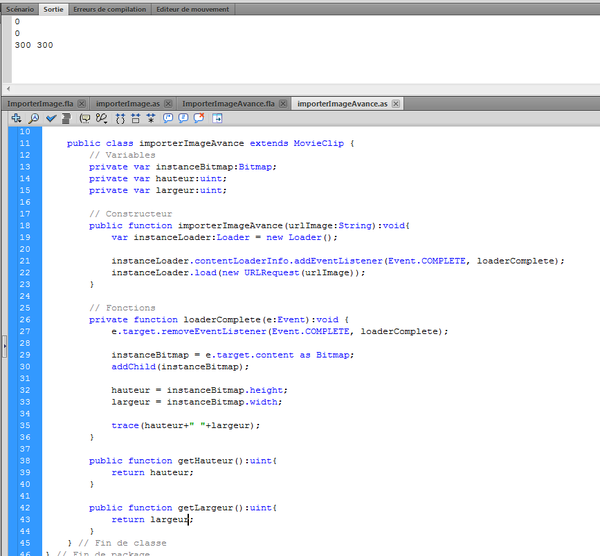 Scénario Sortie Erreurs de compilation Editeur de mouvement
0
0
300 300
ImporterImage.fla importerImage.as ImporterImageAvance.fla importerImageAvance.as
10
11 public class importerImageAvance extends MovieClip {
12 // Variables
13 private var instanceBitmap:Bitmap;
14 private var hauteur:uint;
15 private var largeur:uint;
16
17 // Constructeur
18 public function importerImageAvance(urlImage:String):void{
19 var instanceLoader:Loader = new Loader();
20
21 instanceLoader.contentLoaderInfo.addEventListener(Event.COMPLETE, loaderComplete);
22 instanceLoader.load(new URLRequest(urlImage));
23 }
24
25 // Fonctions
26 private function loaderComplete(e:Event):void {
27 e.target.removeEventListener(Event.COMPLETE, loaderComplete);
28
29 instanceBitmap = e.target.content as Bitmap;
30 addChild(instanceBitmap);
31
32 hauteur = instanceBitmap.height;
33 largeur = instanceBitmap.width;
34
35 trace(hauteur+" "+largeur);
36 }
37
38 public function getHauteur():uint{
39 return hauteur;
40 }
41
42 public function getLargeur():uint{
43 return largeur;
44 }
45 } // Fin de classe
46 } // Fin de package